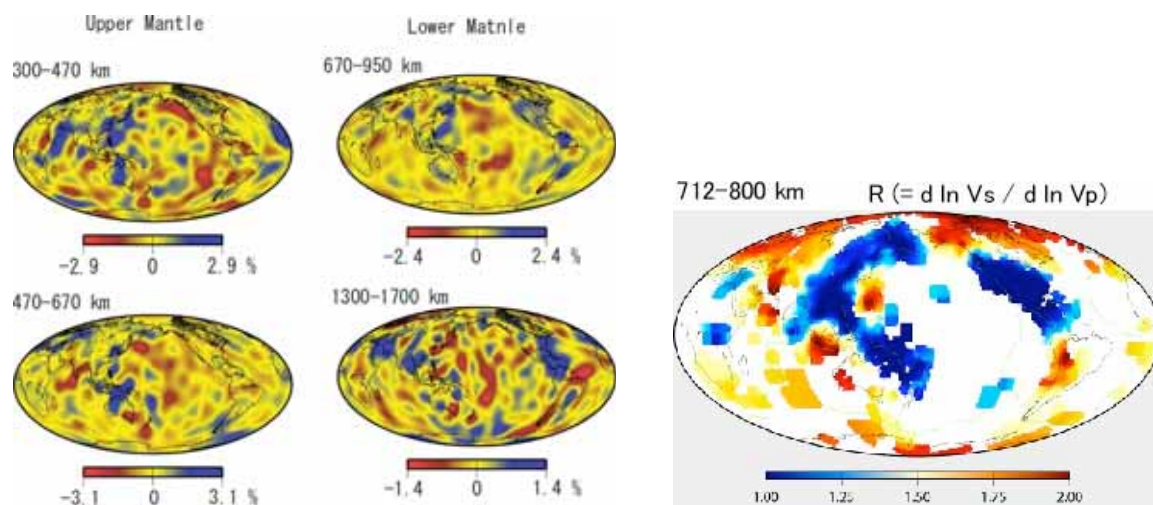 Upper Mantle
Lower Matnle
300-470 km
670-950 km
-2.9 0 2.9 %
-2.4 0 2.4 %
470-670 km
1300-1700 km
-3.1 0 3.1 %
-1.4 0 1.4 %
712-800 km R (= d ln Vs / d ln Vp)
1.00 1.25 1.50 1.75 2.00